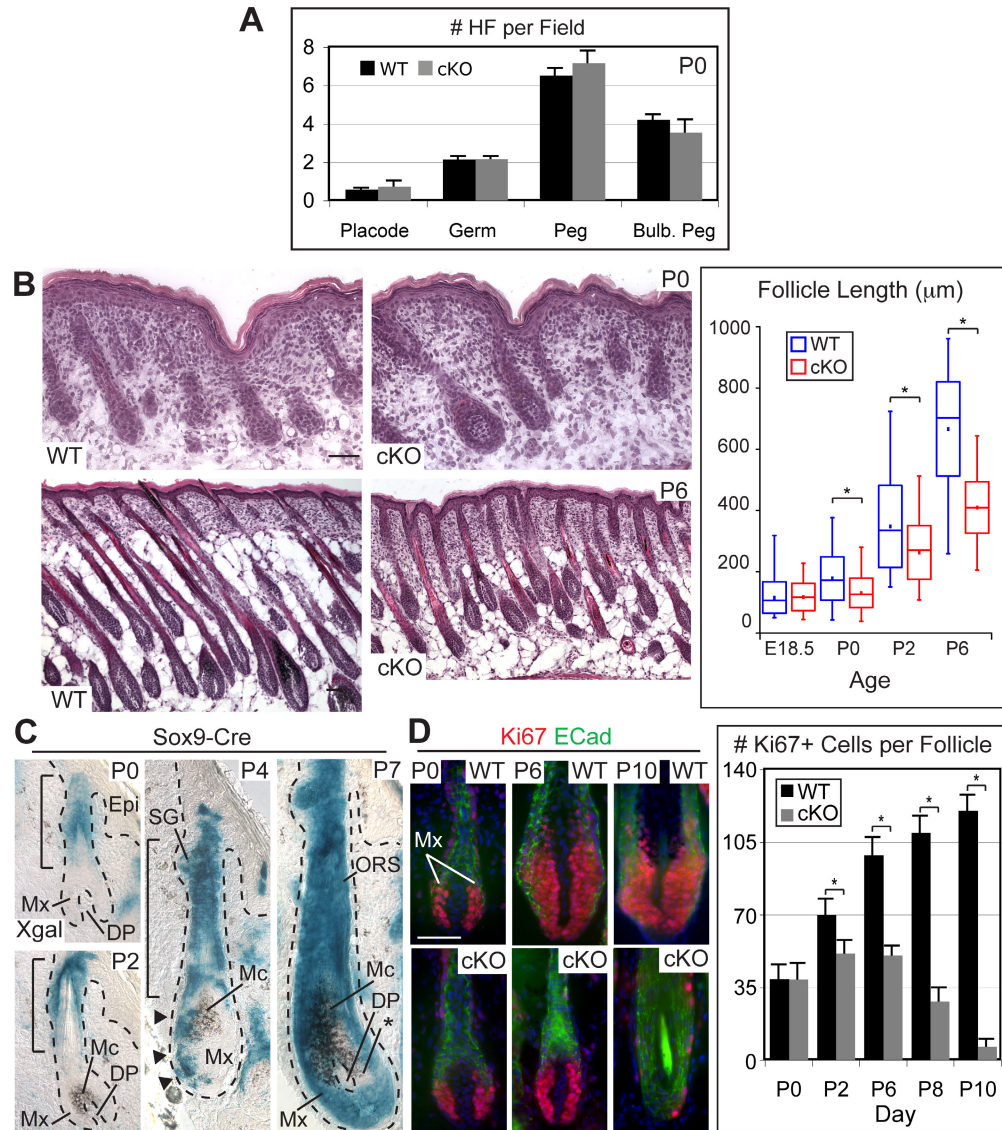 A
# HF per Field
8
6
4
2
0
WT cKO
P0
Placode Germ Peg Bulb. Peg
B
WT
cKO
P0
WT
cKO
P6
Follicle Length (μm)
1000
800
600
400
200
0
WT
cKO
*
*
*
E18.5 P0 P2 P6
Age
C
Sox9-Cre
P0
Epi
Mx
DP
Xgal
P2
Mc
DP
Mx
P4
SG
Mc
Mx
P7
ORS
Mc
DP
*
Mx
D
Ki67 ECad
P0 WT
Mx
P6 WT
P10 WT
cKO
cKO
cKO
# Ki67+ Cells per Follicle
140
105
70
35
0
WT
cKO
*
*
*
*
P0 P2 P6 P8 P10
Day